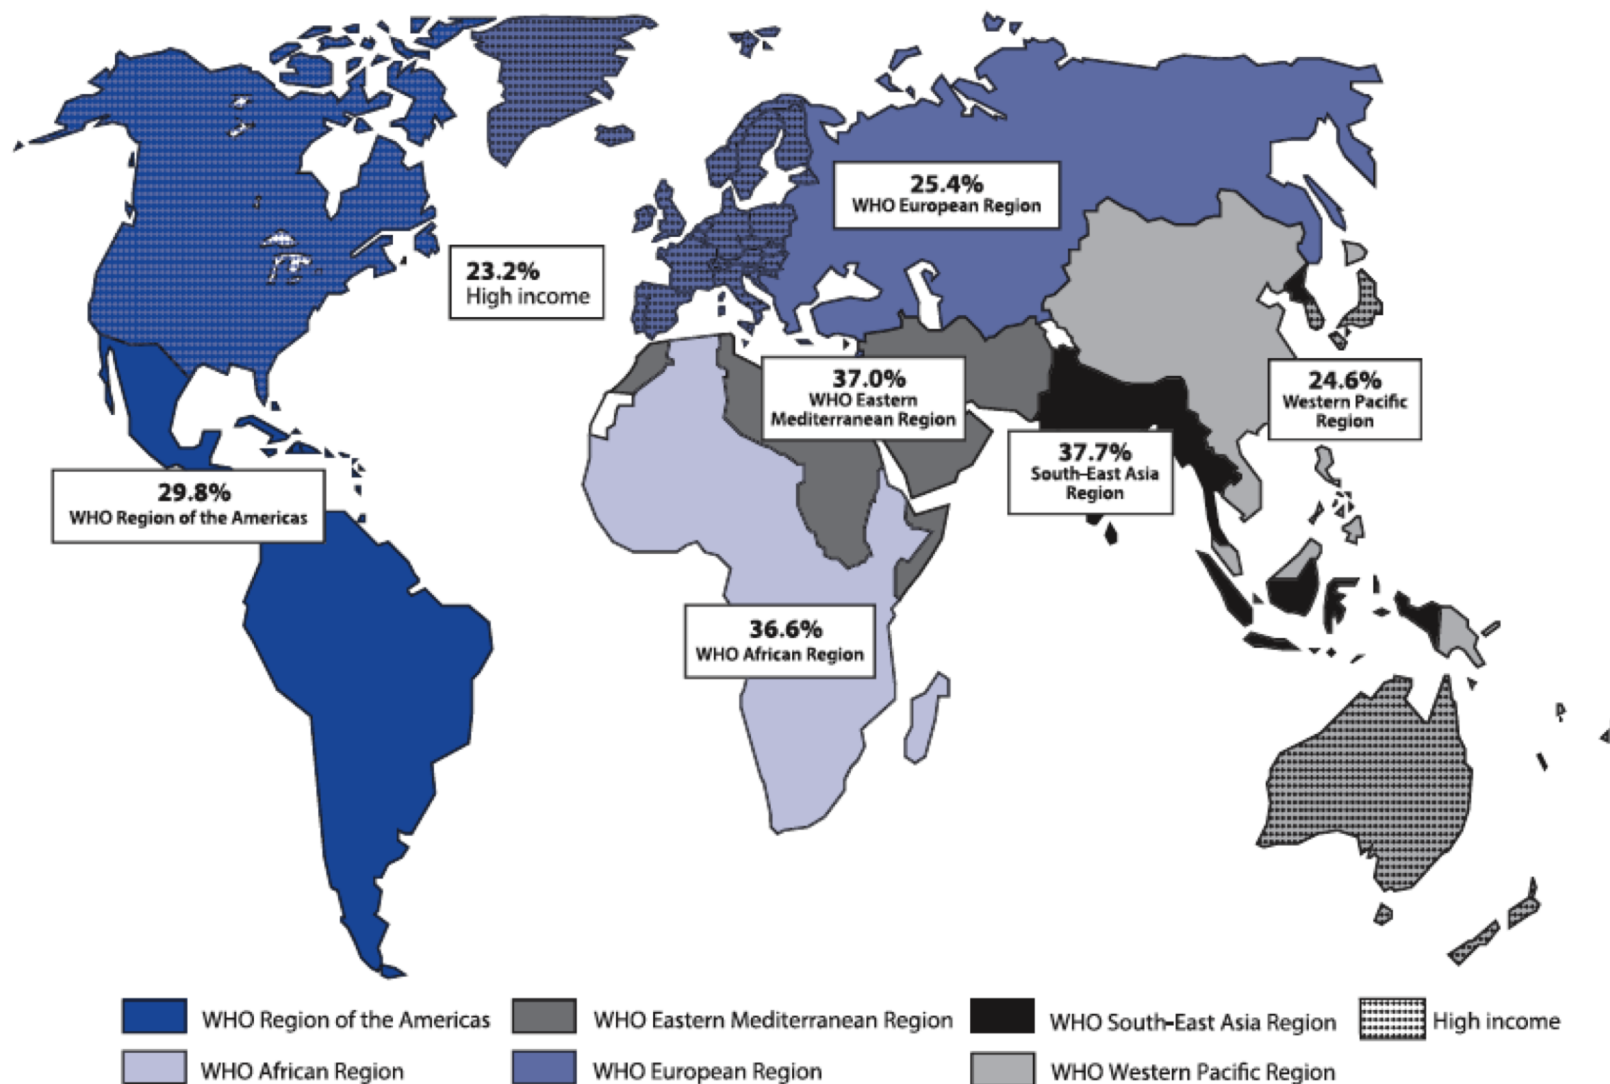 25.4%
WHO European Region
23.2%
High income
37.0%
WHO Eastern
Mediterranean Region
24.6%
Western Pacific
Region
37.7%
South-East Asia
Region
29.8%
WHO Region of the Americas
36.6%
WHO African Region
WHO Region of the Americas
WHO Eastern Mediterranean Region
WHO South-East Asia Region
High income
WHO African Region
WHO European Region
WHO Western Pacific Region